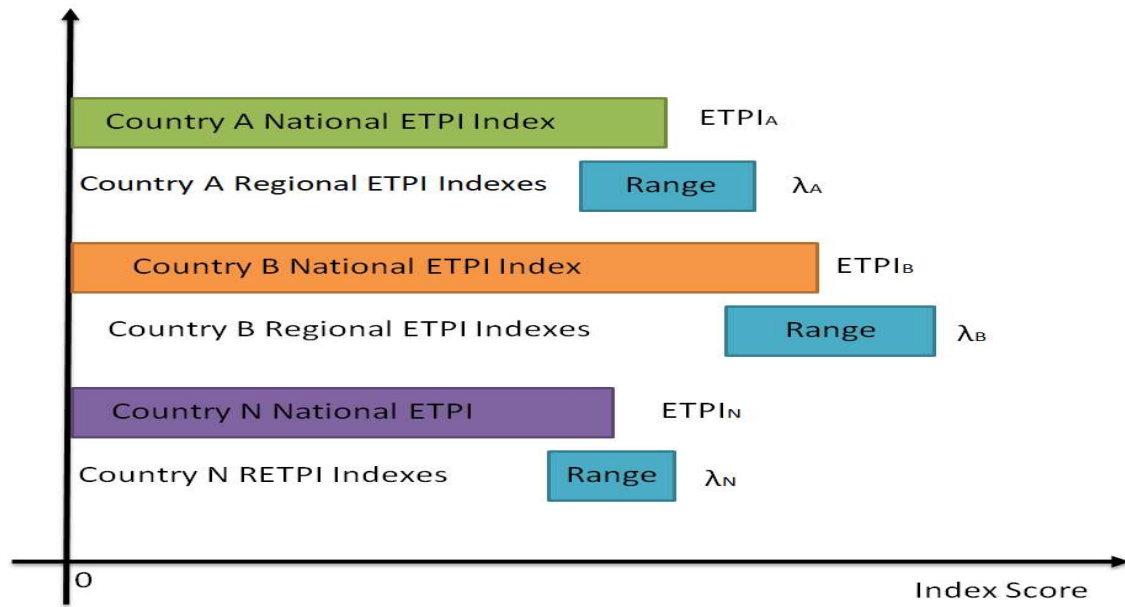 Country A National ETPI Index ETPIA
Country A Regional ETPI Indexes Range λA
Country B National ETPI Index ETPIB
Country B Regional ETPI Indexes Range λB
Country N National ETPI ETPIN
Country N RETPI Indexes Range λN
0
Index Score